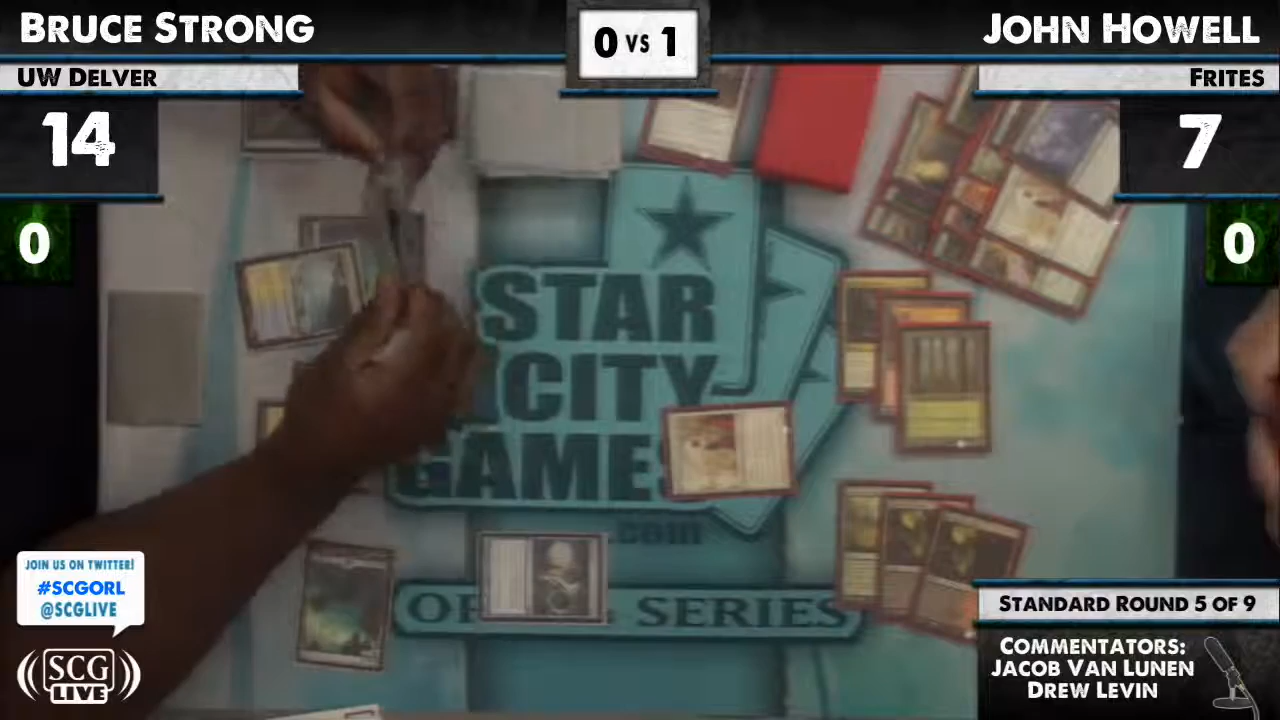 BRUCE STRONG
0 VS 1
JOHN HOWELL
UW DELVER
FRITES
14
7
0
0
STAR
CITY
GAMES
.com
SERIES
JOIN US ON TWITTER!
#SCGORL
@SCGLIVE
SCG
LIVE
STANDARD ROUND 5 OF 9
COMMENTATORS:
JACOB VAN LUNEN
DREW LEVIN